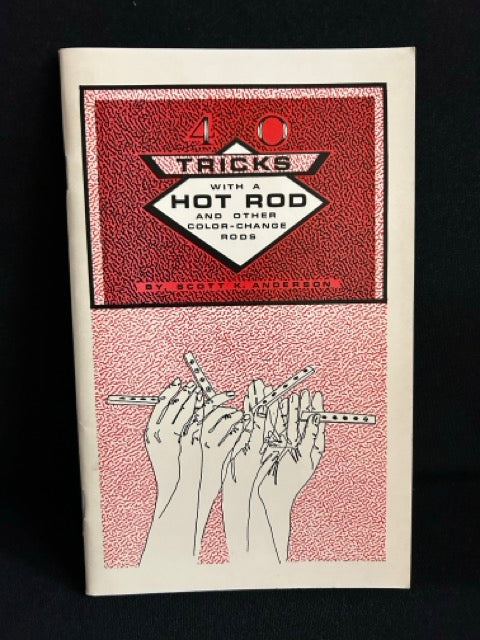 40
TRICKS
WITH A
HOT ROD
AND OTHER
COLOR-CHANGE
RODS
BY. SCOTT K. ANDERSON